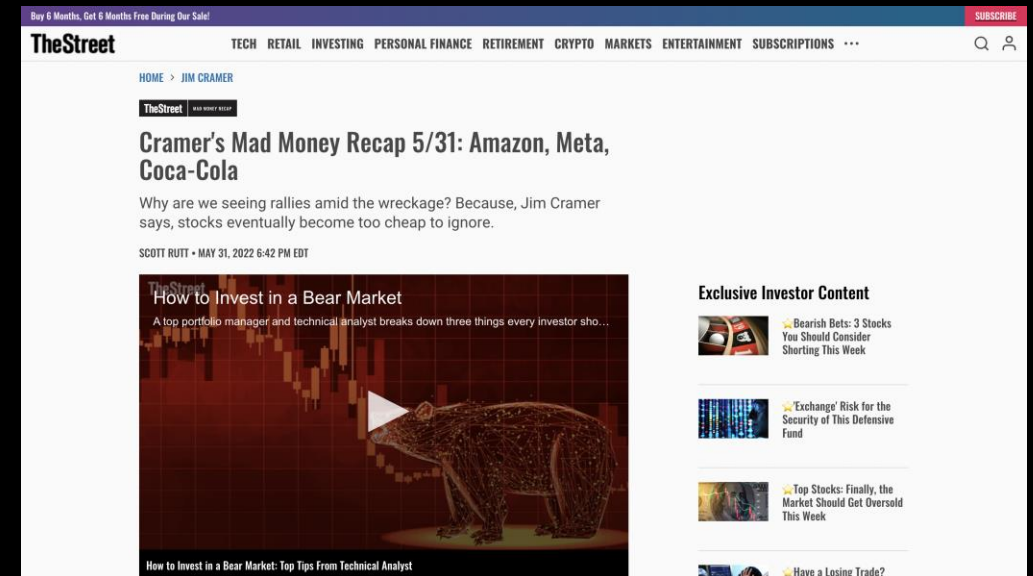 Buy 6 Months, Get 6 Months Free During Our Sale!
SUBSCRIBE
TheStreet
TECH RETAIL INVESTING PERSONAL FINANCE RETIREMENT CRYPTO MARKETS ENTERTAINMENT SUBSCRIPTIONS ···
HOME > JIM CRAMER
TheStreet MAD MONEY RECAP
Cramer's Mad Money Recap 5/31: Amazon, Meta,
Coca-Cola
Why are we seeing rallies amid the wreckage? Because, Jim Cramer
says, stocks eventually become too cheap to ignore.
SCOTT RUTT • MAY 31, 2022 6:42 PM EDT
TheStreet
How to Invest in a Bear Market
A top portfolio manager and technical analyst breaks down three things every investor sho…
How to Invest in a Bear Market: Top Tips From Technical Analyst
Exclusive Investor Content
⭐Bearish Bets: 3 Stocks
You Should Consider
Shorting This Week
⭐'Exchange' Risk for the
Security of This Defensive
Fund
⭐Top Stocks: Finally, the
Market Should Get Oversold
This Week
⭐Have a Losing Trade?